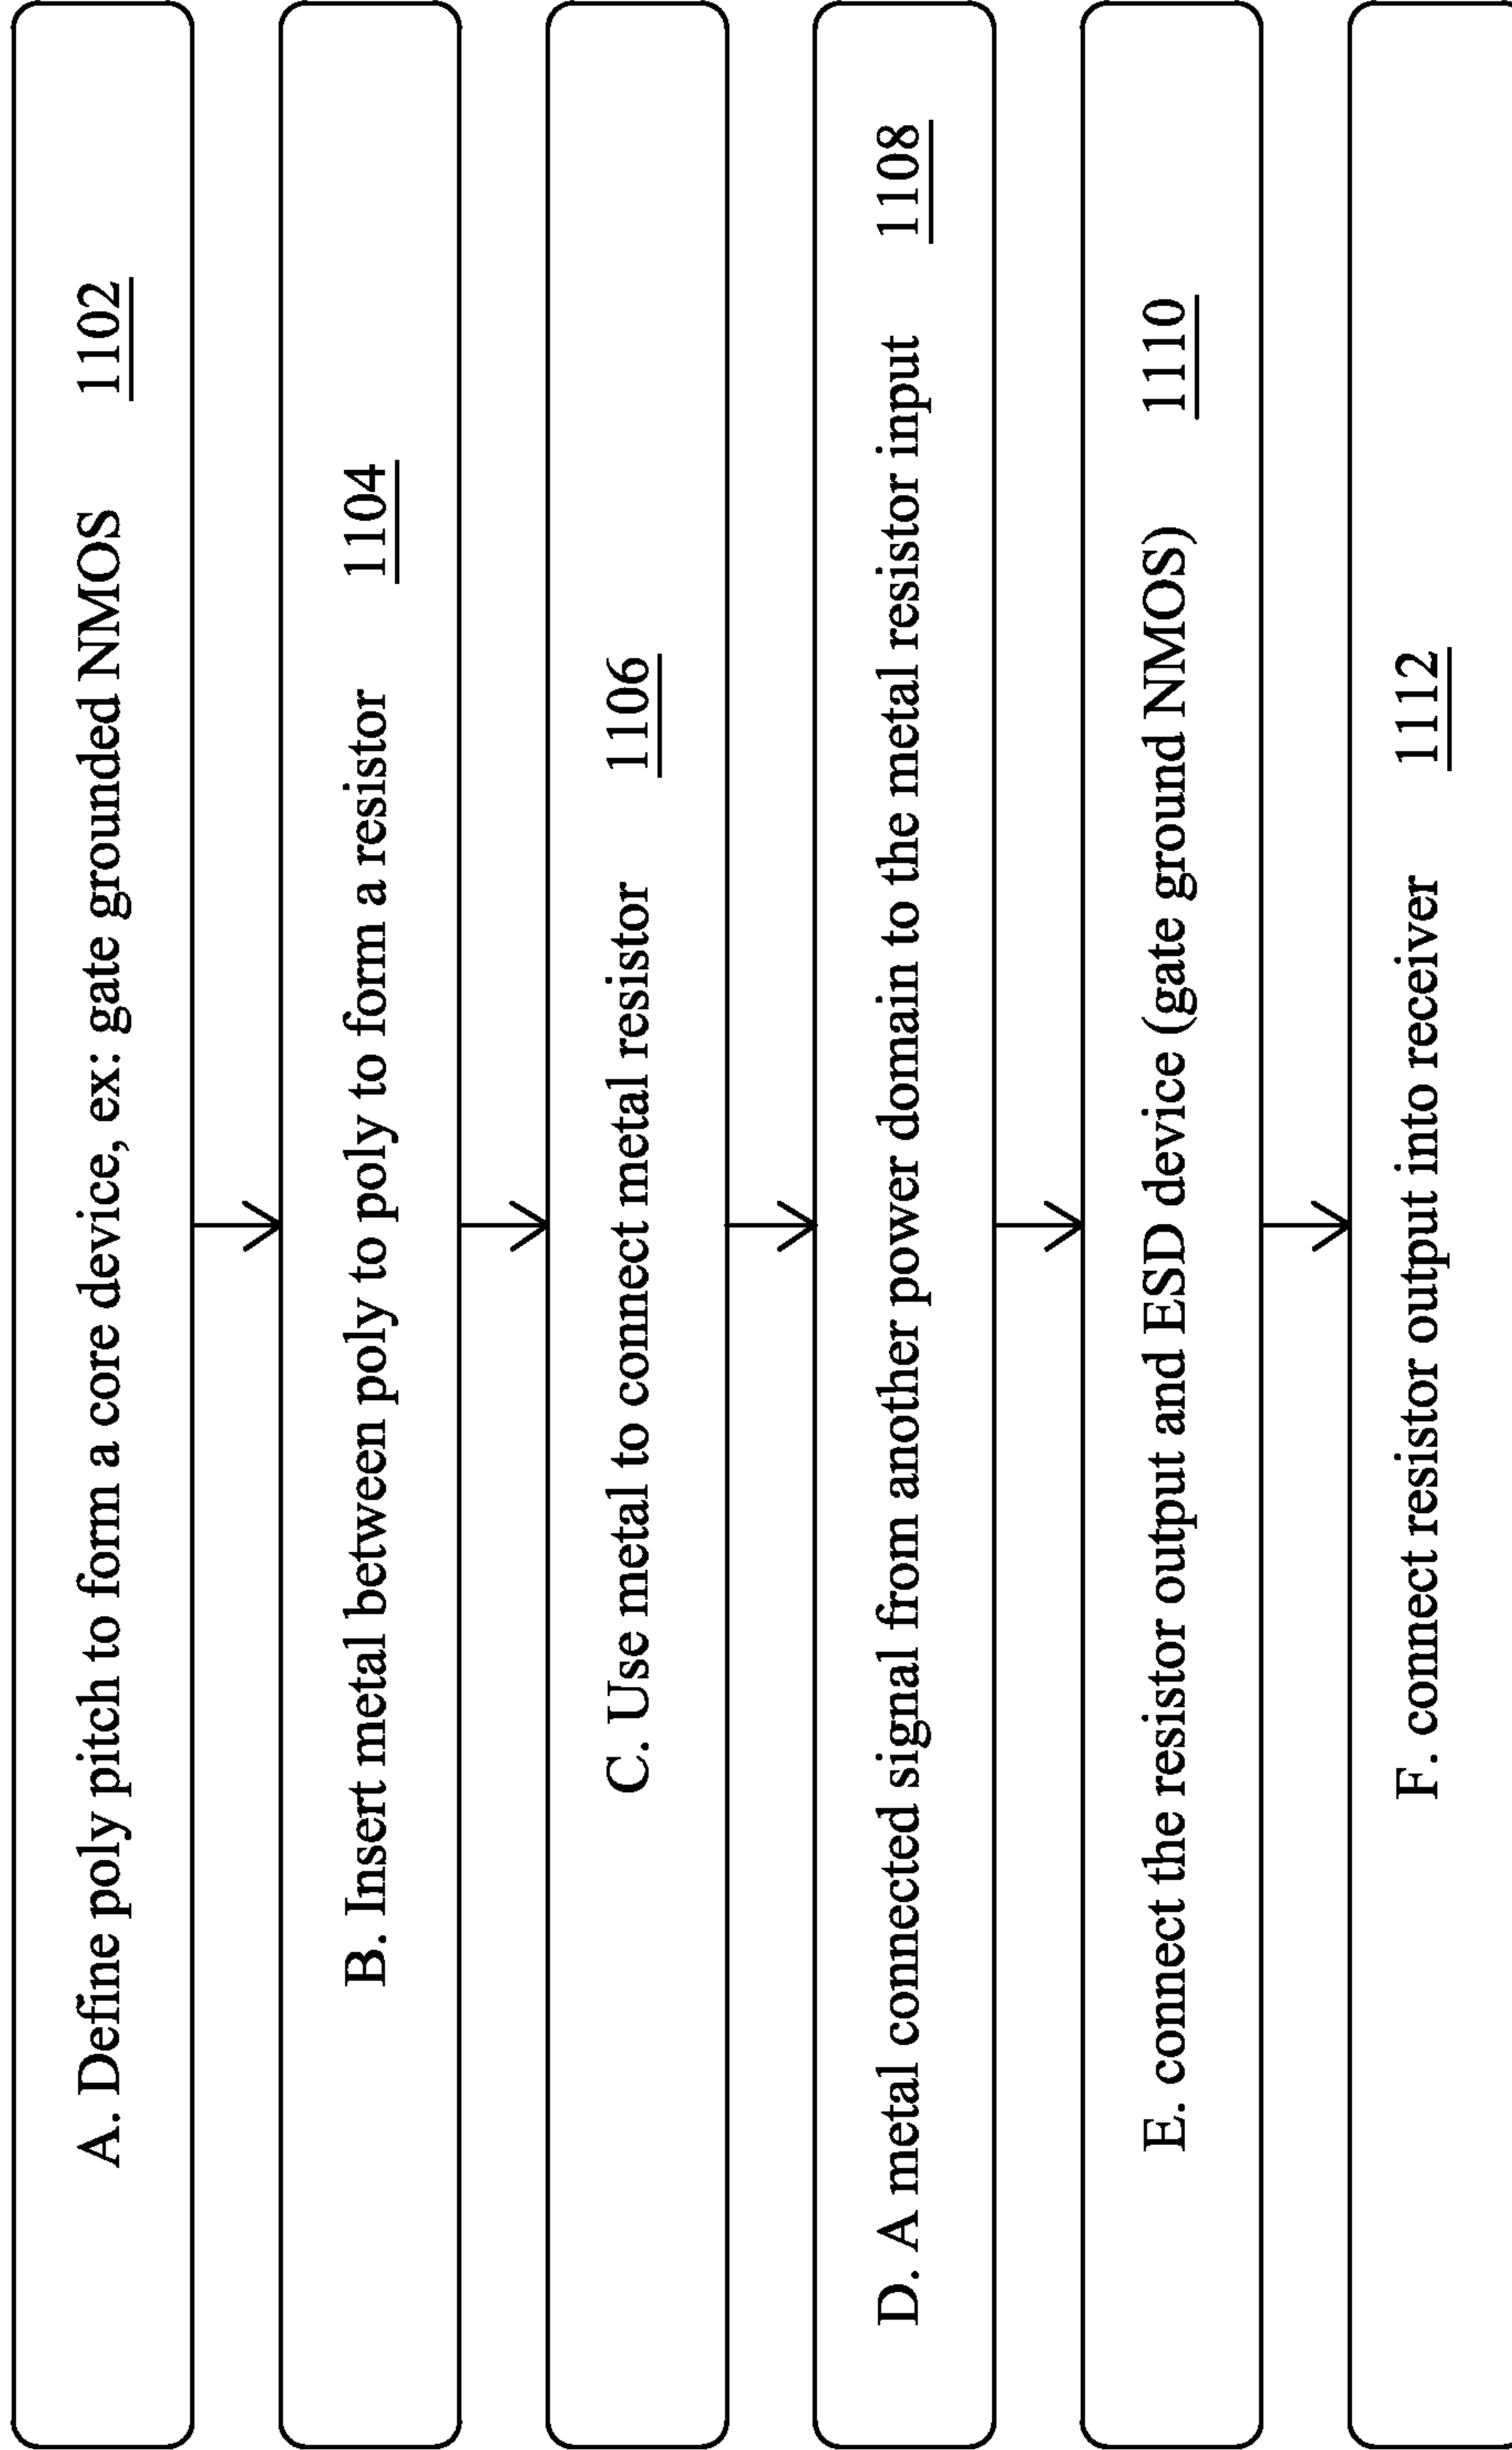 A. Define poly pitch to form a core device, ex: gate grounded NMOS 1102
B. Insert metal between poly to poly to form a resistor 1104
C. Use metal to connect metal resistor 1106
D. A metal connected signal from another power domain to the metal resistor input 1108
E. connect the resistor output and ESD device (gate ground NMOS) 1110
F. connect resistor output into receiver 1112